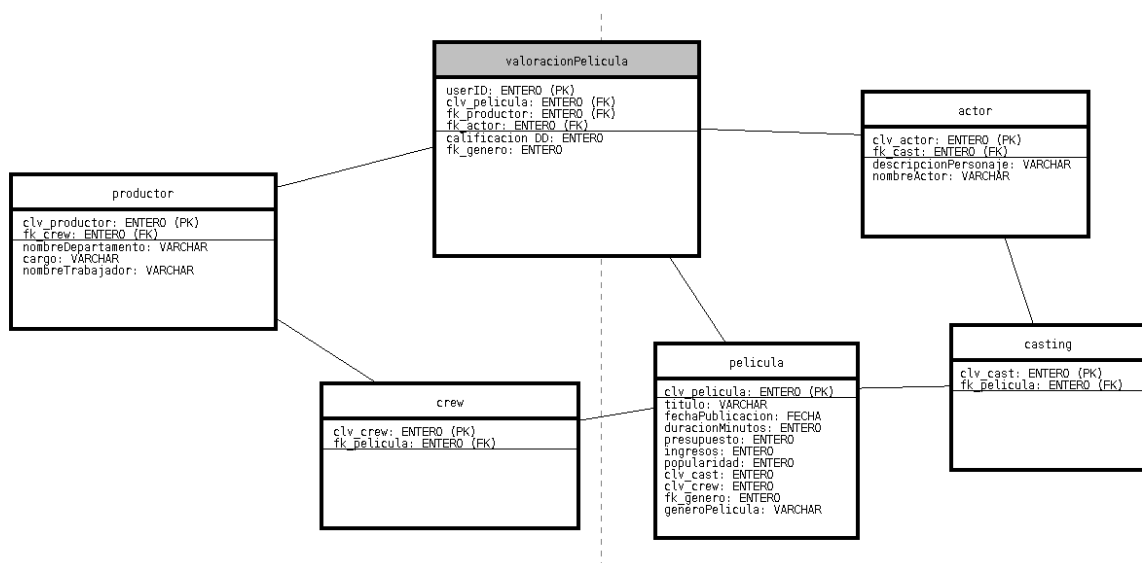 valoracionPelicula
userID: ENTERO (PK)
clv_pelicula: ENTERO (FK)
fk_productor: ENTERO (FK)
fk_actor: ENTERO (FK)
calificacion DD: ENTERO
fk_genero: ENTERO
actor
clv_actor: ENTERO (PK)
fk_cast: ENTERO (FK)
descripcionPersonaje: VARCHAR
nombreActor: VARCHAR
productor
clv_productor: ENTERO (PK)
fk_crew: ENTERO (FK)
nombreDepartamento: VARCHAR
cargo: VARCHAR
nombreTrabajador: VARCHAR
crew
clv_crew: ENTERO (PK)
fk_pelicula: ENTERO (FK)
pelicula
clv_pelicula: ENTERO (PK)
titulo: VARCHAR
fechaPublicacion: FECHA
duracionMinutos: ENTERO
presupuesto: ENTERO
ingresos: ENTERO
popularidad: ENTERO
clv_cast: ENTERO
clv_crew: ENTERO
fk_genero: ENTERO
generoPelicula: VARCHAR
casting
clv_cast: ENTERO (PK)
fk_pelicula: ENTERO (FK)